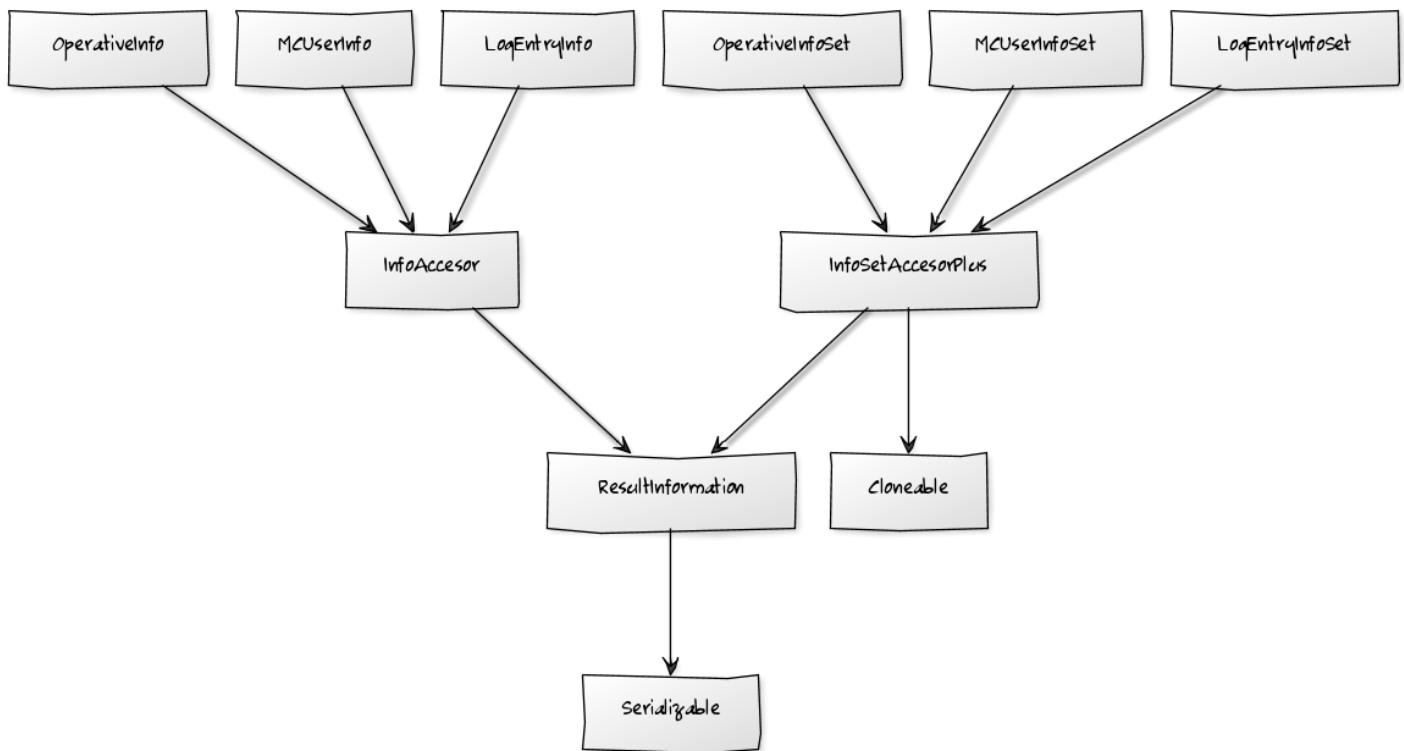 OperativeInfo
MCUserInfo
LogEntryInfo
OperativeInfoSet
MCUserInfoSet
LogEntryInfoSet
InfoAccesor
InfoSetAccesorPlus
ResultInformation
Cloneable
Serializable